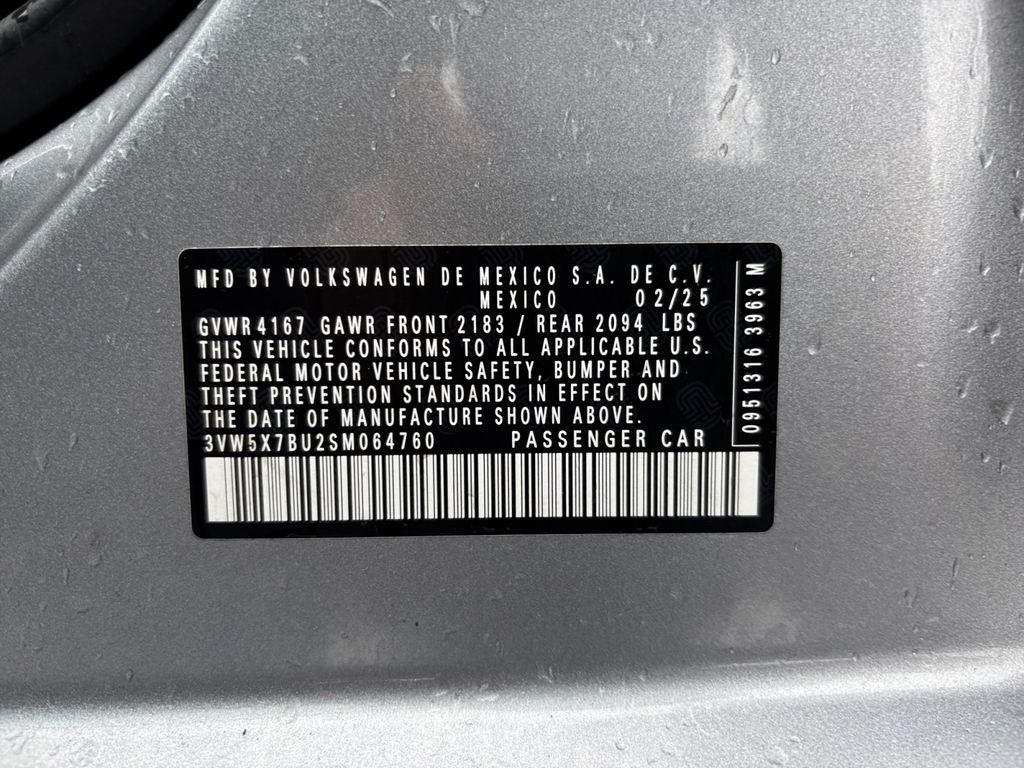 MFD BY VOLKSWAGEN DE MEXICO S.A. DE C.V.
MEXICO 02/25
GVWR 4167 GAWR FRONT 2183 / REAR 2094 LBS
THIS VEHICLE CONFORMS TO ALL APPLICABLE U.S.
FEDERAL MOTOR VEHICLE SAFETY, BUMPER AND
THEFT PREVENTION STANDARDS IN EFFECT ON
THE DATE OF MANUFACTURE SHOWN ABOVE.
3VW5X7BU2SM064760 PASSENGER CAR
0951316 3963 M